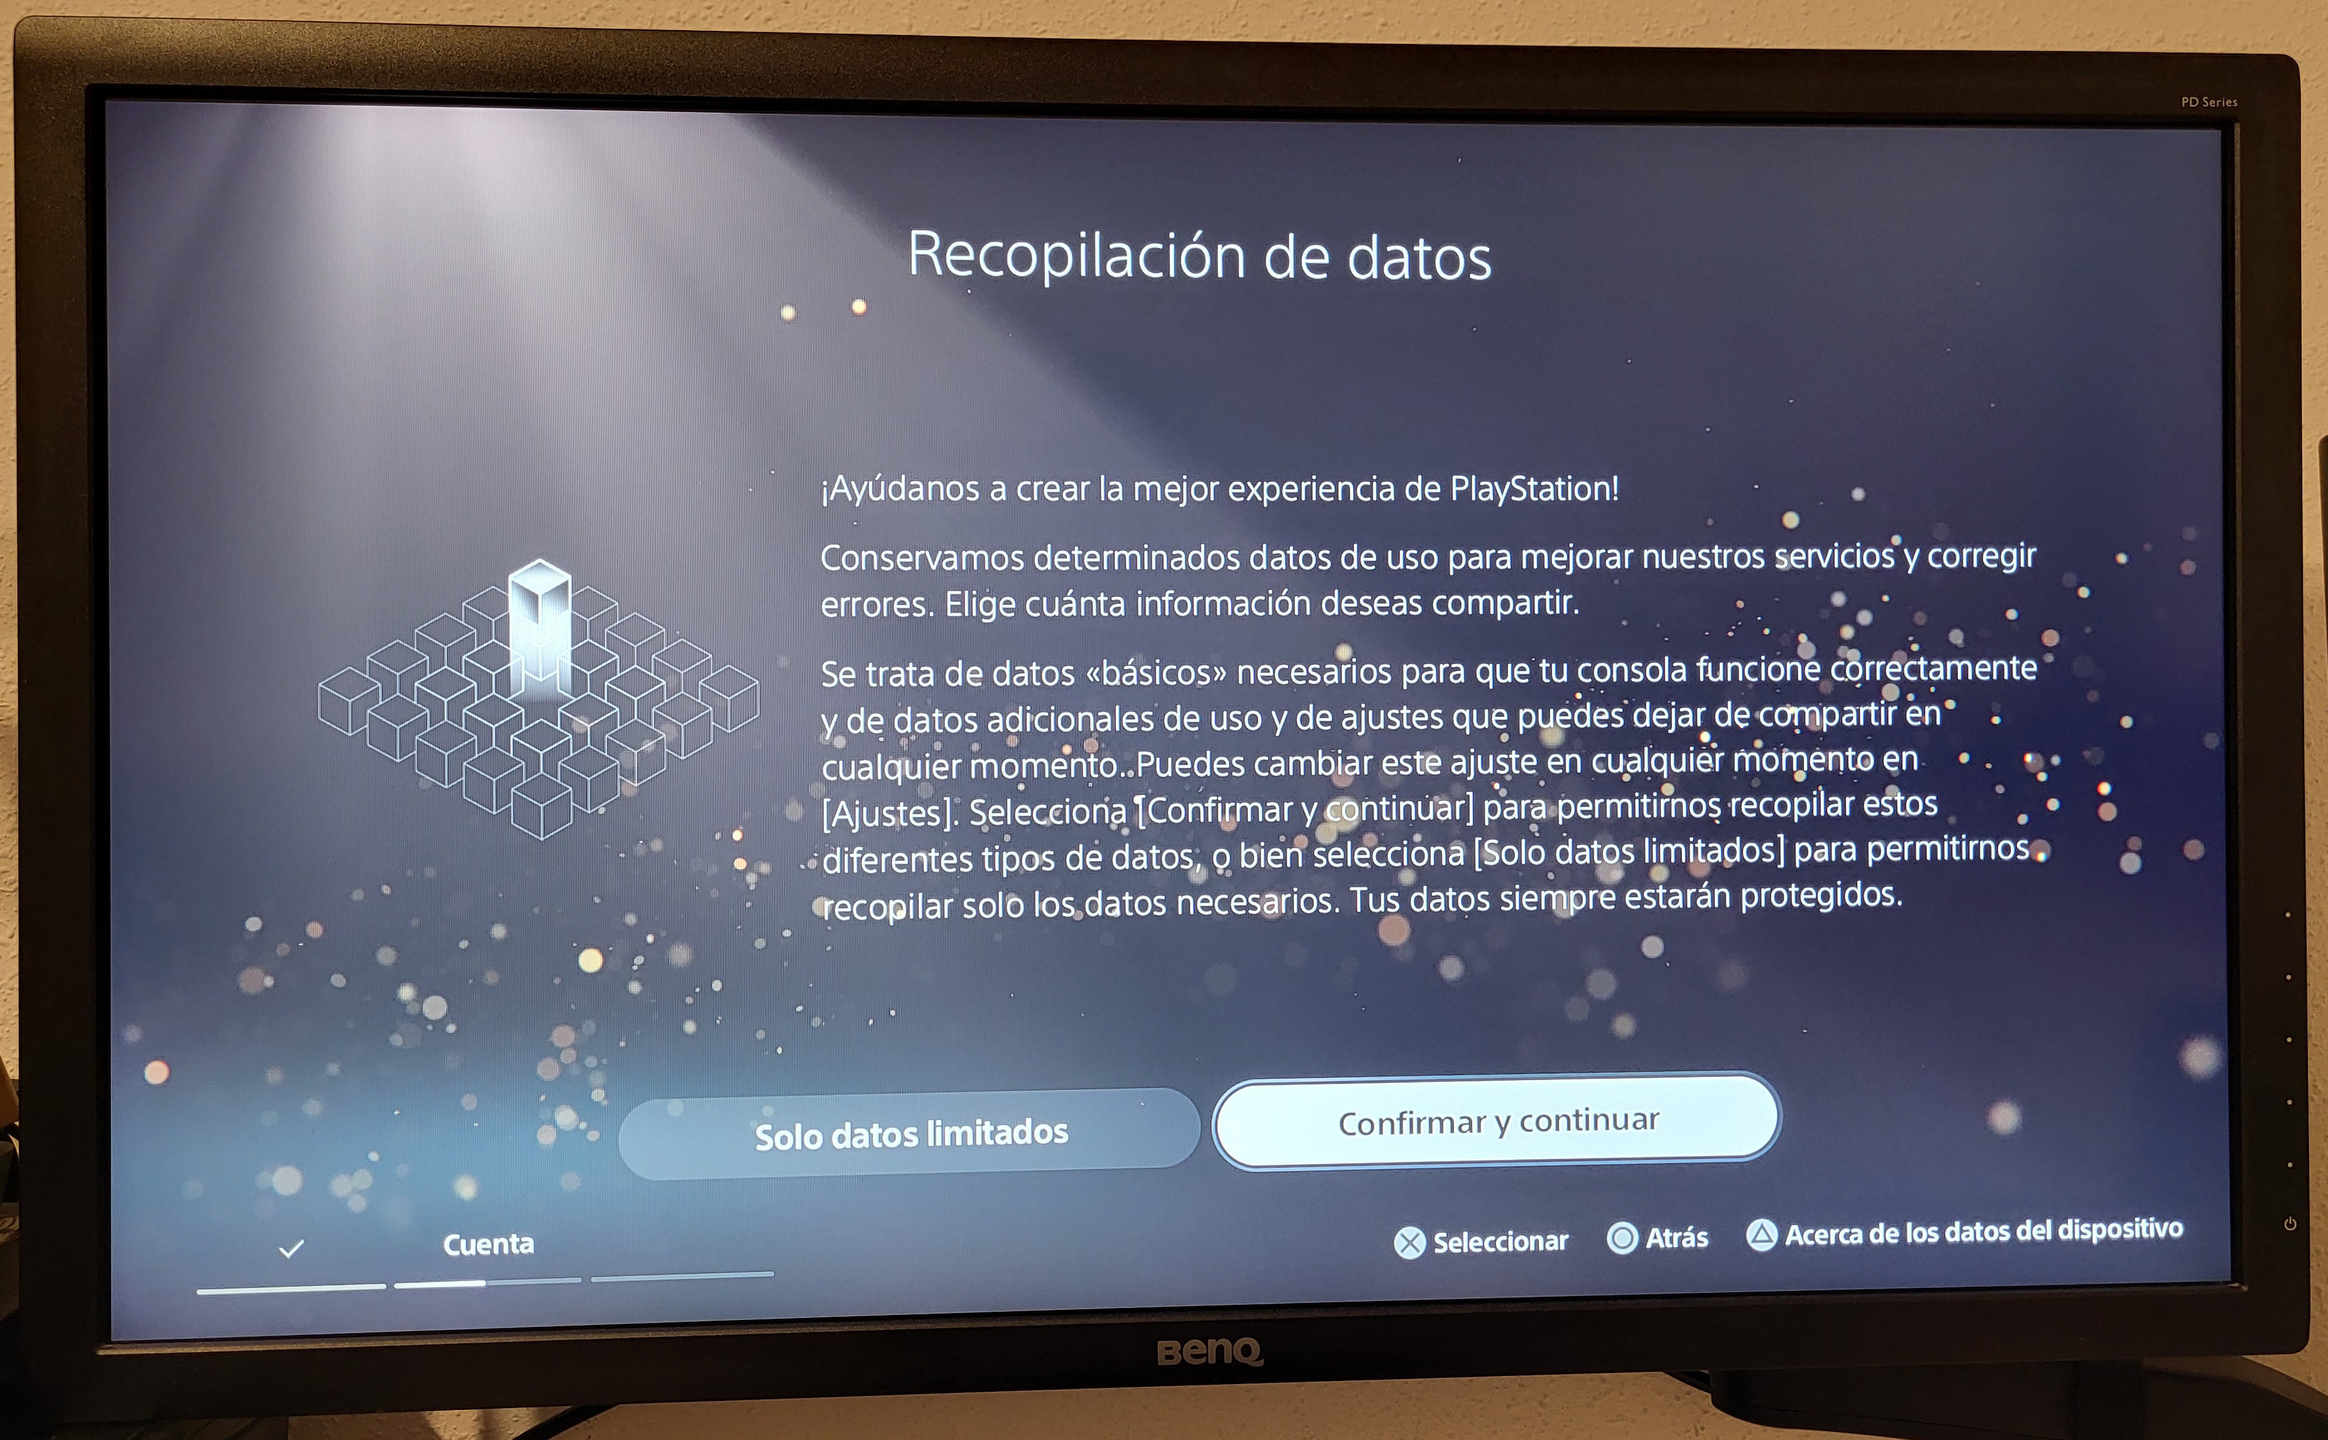 PD Series
Recopilación de datos
¡Ayúdanos a crear la mejor experiencia de PlayStation!
Conservamos determinados datos de uso para mejorar nuestros servicios y corregir
errores. Elige cuánta información deseas compartir.
Se trata de datos «básicos» necesarios para que tu consola funcione correctamente
y de datos adicionales de uso y de ajustes que puedes dejar de compartir en
cualquier momento. Puedes cambiar este ajuste en cualquier momento en
[Ajustes]. Selecciona [Confirmar y continuar] para permitirnos recopilar estos
diferentes tipos de datos, o bien selecciona [Solo datos limitados] para permitirnos
recopilar solo los datos necesarios. Tus datos siempre estarán protegidos.
Solo datos limitados
Confirmar y continuar
Cuenta
Seleccionar
Atrás
Acerca de los datos del dispositivo
BenQ